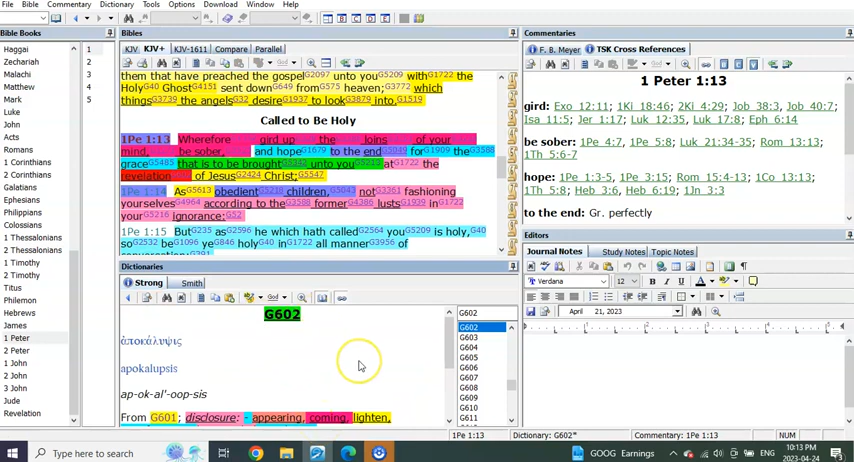 File View Bible Commentary Tools Options Download Window Help
Bible Books
Haggai
Zechariah
Malachi
Matthew
Mark
Luke
John
Acts
Romans
1 Corinthians
2 Corinthians
Galatians
Ephesians
Philippians
Colossians
1 Thessalonians
2 Thessalonians
1 Timothy
2 Timothy
Titus
Philemon
Hebrews
James
1 Peter
2 Peter
1 John
2 John
3 John
Jude
Revelation
1
2
3
4
5
Bibles
KJV KJV+ KJV-1611 Compare Parallel
God
them that have preached the gospel G2097 unto you G5209 with G1722 the
Holy G40 Ghost G4151 sent down G649 from G575 heaven; G3772 which
things G3739 the angels G32 desire G1937 to look G3879 into. G1519
Called to Be Holy
1Pe 1:13 Wherefore gird up the loins of your
mind, be sober, and hope G1679 to the end G5049 for G1909 the G3588
grace G5485 that is to be brought G5342 unto you G5213 at G1722 the
revelation of Jesus G2424 Christ; G5547
1Pe 1:14 As G5613 obedient G5218 children, G5043 not G3361 fashioning
yourselves G4964 according to the G3588 former G4386 lusts G1939 in G1722
your G5216 ignorance: G52
1Pe 1:15 But G235 as G2596 he which hath called G2564 you G5209 is holy, G40
so G2532 be G1096 ye G846 holy G40 in G1722 all manner G3956 of
Dictionaries
Strong Smith
God
G602
ἀποκάλυψις
apokalupsis
ap-ok-al'-oop-sis
From G601; disclosure: - appearing, coming, lighten,
G602
G602
G603
G604
G605
G606
G607
G608
G609
G610
G611
Commentaries
F. B. Meyer TSK Cross References
1 Peter 1:13
gird: Exo 12:11; 1Ki 18:46; 2Ki 4:29; Job 38:3, Job 40:7;
Isa 11:5; Jer 1:17; Luk 12:35, Luk 17:8; Eph 6:14
be sober: 1Pe 4:7, 1Pe 5:8; Luk 21:34-35; Rom 13:13;
1Th 5:6-7
hope: 1Pe 1:3-5, 1Pe 3:15; Rom 15:4-13; 1Co 13:13;
1Th 5:8; Heb 3:6, Heb 6:19; 1Jn 3:3
to the end: Gr. perfectly
Editors
Journal Notes Study Notes Topic Notes
Verdana 12 B I U A
April 21, 2023
1Pe 1:13 Dictionary: G602* Commentary: 1Pe 1:13 NUM
Type here to search
GOOG Earnings
ENG
10:13 PM
2023-04-24
3